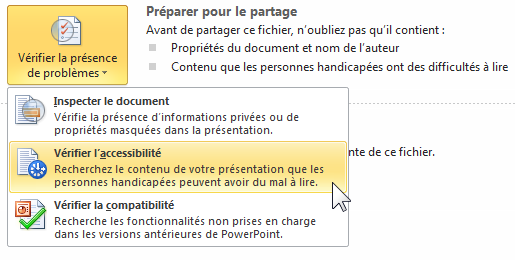 Préparer pour le partage
Avant de partager ce fichier, n'oubliez pas qu'il contient :
Propriétés du document et nom de l'auteur
Contenu que les personnes handicapées ont des difficultés à lire
Vérifier la présence
de problèmes
Inspecter le document
Vérifie la présence d'informations privées ou de
propriétés masquées dans la présentation.
Vérifier l'accessibilité
Recherchez le contenu de votre présentation que les
personnes handicapées peuvent avoir du mal à lire.
nte de ce fichier.
Vérifier la compatibilité
Recherche les fonctionnalités non prises en charge
dans les versions antérieures de PowerPoint.